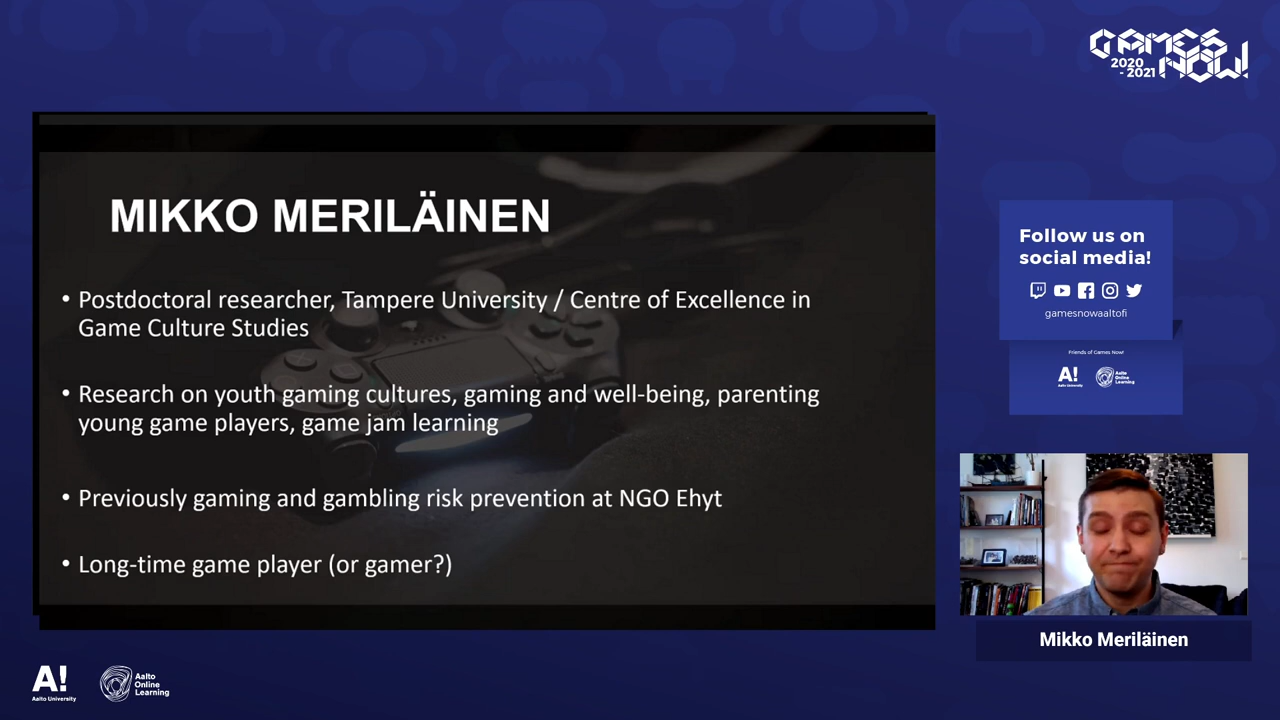 GAMES
2020
- 2021 NOW!
MIKKO MERILÄINEN
• Postdoctoral researcher, Tampere University / Centre of Excellence in
Game Culture Studies
• Research on youth gaming cultures, gaming and well-being, parenting
young game players, game jam learning
• Previously gaming and gambling risk prevention at NGO Ehyt
• Long-time game player (or gamer?)
Follow us on
social media!
gamesnowaaltofi
Friends of Games Now!
A!
Aalto University
Aalto
Online
Learning
Mikko Meriläinen
A!
Aalto University
Aalto
Online
Learning